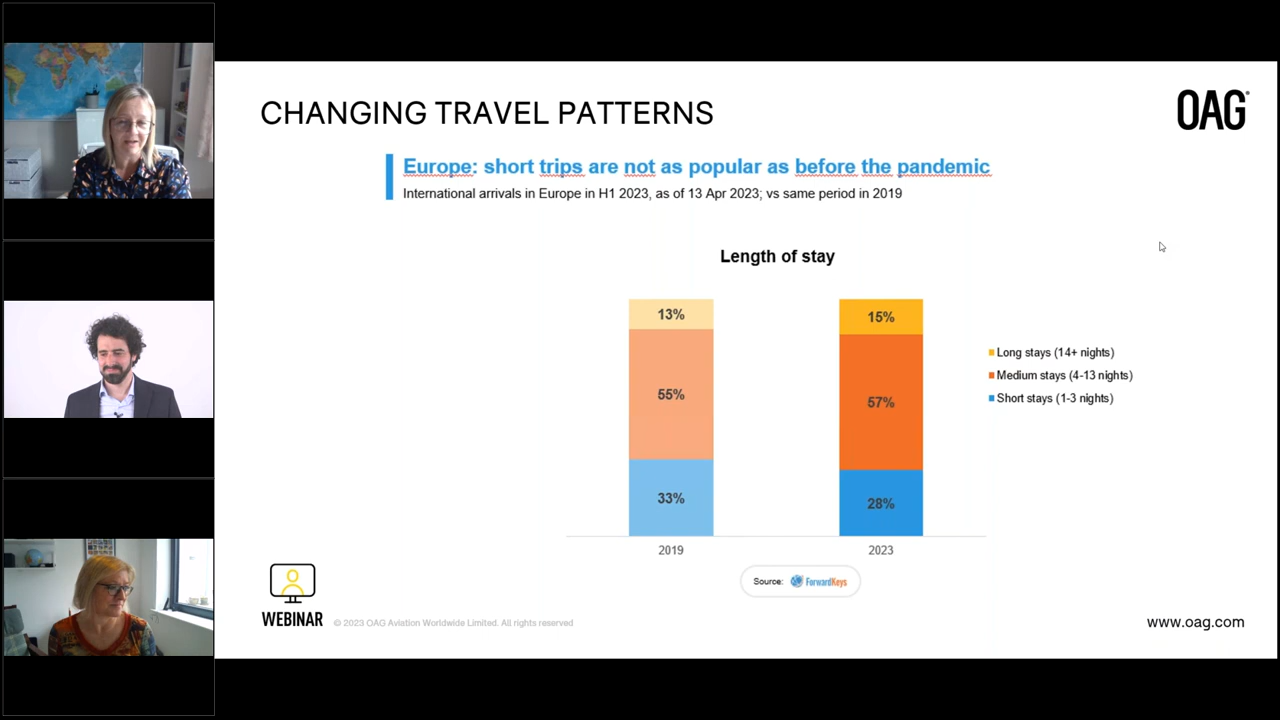 CHANGING TRAVEL PATTERNS
OAG
Europe: short trips are not as popular as before the pandemic
International arrivals in Europe in H1 2023, as of 13 Apr 2023; vs same period in 2019
Length of stay
13%
15%
55%
57%
33%
28%
Long stays (14+ nights)
Medium stays (4-13 nights)
Short stays (1-3 nights)
2019
2023
Source: ForwardKeys
WEBINAR
© 2023 OAG Aviation Worldwide Limited. All rights reserved
www.oag.com